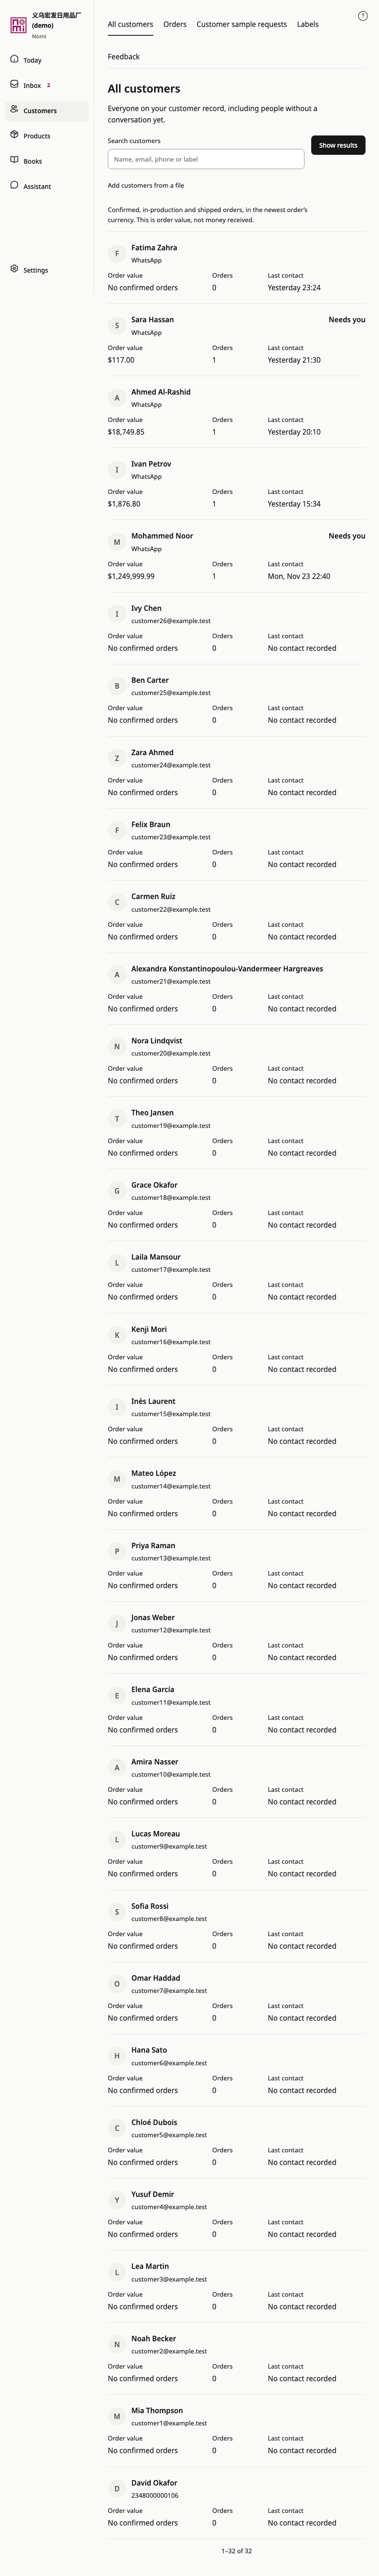 义乌宏发日用品厂
(demo)
Nomi
Today
Inbox 2
Customers
Products
Books
Assistant
Settings
All customers Orders Customer sample requests Labels
Feedback
All customers
Everyone on your customer record, including people without a
conversation yet.
Search customers
Name, email, phone or label
Show results
Add customers from a file
Confirmed, in-production and shipped orders, in the newest order's
currency. This is order value, not money received.
F
Fatima Zahra
WhatsApp
Order value Orders Last contact
No confirmed orders 0 Yesterday 23:24
S
Sara Hassan Needs you
WhatsApp
Order value Orders Last contact
$117.00 1 Yesterday 21:30
A
Ahmed Al-Rashid
WhatsApp
Order value Orders Last contact
$18,749.85 1 Yesterday 20:10
I
Ivan Petrov
WhatsApp
Order value Orders Last contact
$1,876.80 1 Yesterday 15:34
M
Mohammed Noor Needs you
WhatsApp
Order value Orders Last contact
$1,249,999.99 1 Mon, Nov 23 22:40
I
Ivy Chen
customer26@example.test
Order value Orders Last contact
No confirmed orders 0 No contact recorded
B
Ben Carter
customer25@example.test
Order value Orders Last contact
No confirmed orders 0 No contact recorded
Z
Zara Ahmed
customer24@example.test
Order value Orders Last contact
No confirmed orders 0 No contact recorded
F
Felix Braun
customer23@example.test
Order value Orders Last contact
No confirmed orders 0 No contact recorded
C
Carmen Ruiz
customer22@example.test
Order value Orders Last contact
No confirmed orders 0 No contact recorded
A
Alexandra Konstantinopoulou-Vandermeer Hargreaves
customer21@example.test
Order value Orders Last contact
No confirmed orders 0 No contact recorded
N
Nora Lindqvist
customer20@example.test
Order value Orders Last contact
No confirmed orders 0 No contact recorded
T
Theo Jansen
customer19@example.test
Order value Orders Last contact
No confirmed orders 0 No contact recorded
G
Grace Okafor
customer18@example.test
Order value Orders Last contact
No confirmed orders 0 No contact recorded
L
Laila Mansour
customer17@example.test
Order value Orders Last contact
No confirmed orders 0 No contact recorded
K
Kenji Mori
customer16@example.test
Order value Orders Last contact
No confirmed orders 0 No contact recorded
I
Inès Laurent
customer15@example.test
Order value Orders Last contact
No confirmed orders 0 No contact recorded
M
Mateo López
customer14@example.test
Order value Orders Last contact
No confirmed orders 0 No contact recorded
P
Priya Raman
customer13@example.test
Order value Orders Last contact
No confirmed orders 0 No contact recorded
J
Jonas Weber
customer12@example.test
Order value Orders Last contact
No confirmed orders 0 No contact recorded
E
Elena García
customer11@example.test
Order value Orders Last contact
No confirmed orders 0 No contact recorded
A
Amira Nasser
customer10@example.test
Order value Orders Last contact
No confirmed orders 0 No contact recorded
L
Lucas Moreau
customer9@example.test
Order value Orders Last contact
No confirmed orders 0 No contact recorded
S
Sofia Rossi
customer8@example.test
Order value Orders Last contact
No confirmed orders 0 No contact recorded
O
Omar Haddad
customer7@example.test
Order value Orders Last contact
No confirmed orders 0 No contact recorded
H
Hana Sato
customer6@example.test
Order value Orders Last contact
No confirmed orders 0 No contact recorded
C
Chloé Dubois
customer5@example.test
Order value Orders Last contact
No confirmed orders 0 No contact recorded
Y
Yusuf Demir
customer4@example.test
Order value Orders Last contact
No confirmed orders 0 No contact recorded
L
Lea Martin
customer3@example.test
Order value Orders Last contact
No confirmed orders 0 No contact recorded
N
Noah Becker
customer2@example.test
Order value Orders Last contact
No confirmed orders 0 No contact recorded
M
Mia Thompson
customer1@example.test
Order value Orders Last contact
No confirmed orders 0 No contact recorded
D
David Okafor
2348000000106
Order value Orders Last contact
No confirmed orders 0 No contact recorded
1–32 of 32